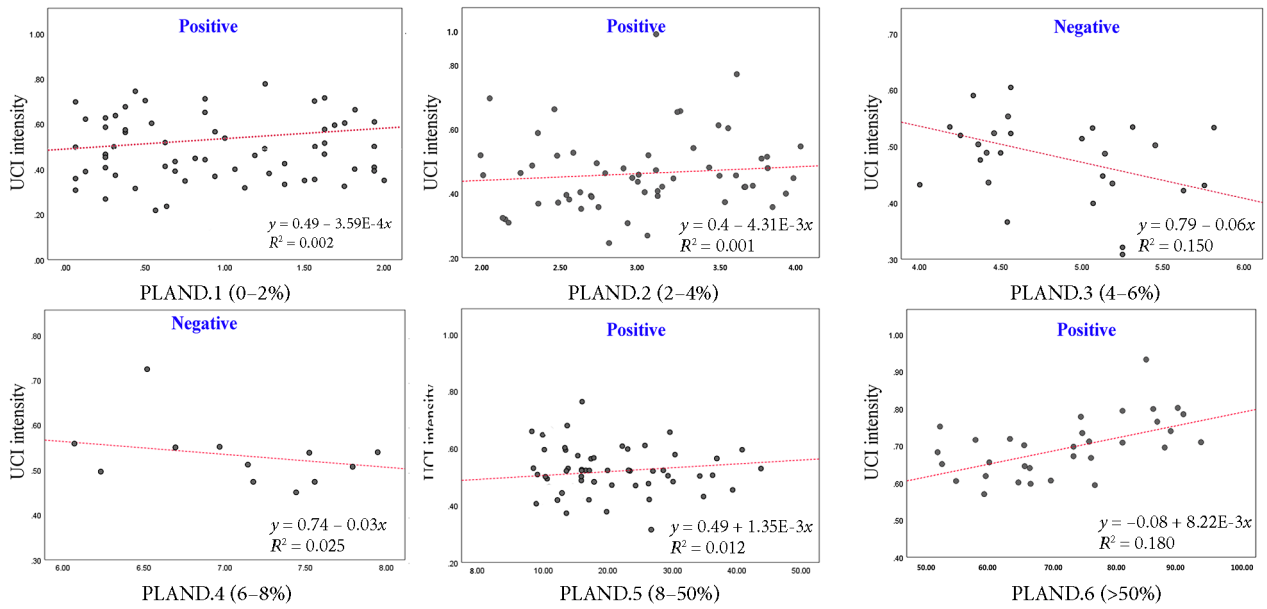 Positive
1.00
.80
.60
.40
.20
.00
UCI intensity
y = 0.49 – 3.59E-4x
R² = 0.002
.00 .50 1.00 1.50 2.00
PLAND.1 (0–2%)
Positive
1.0
.80
.60
.40
.20
UCI intensity
y = 0.4 – 4.31E-3x
R² = 0.001
2.00 2.50 3.00 3.50 4.00
PLAND.2 (2–4%)
Negative
.70
.60
.50
.40
.30
UCI intensity
y = 0.79 – 0.06x
R² = 0.150
4.00 4.50 5.00 5.50 6.00
PLAND.3 (4–6%)
Negative
.80
.70
.60
.50
.40
.30
UCI intensity
y = 0.74 – 0.03x
R² = 0.025
6.00 6.50 7.00 7.50 8.00
PLAND.4 (6–8%)
Positive
1.00
.80
.60
.40
.20
UCI intensity
y = 0.49 + 1.35E-3x
R² = 0.012
8.00 10.00 20.00 30.00 40.00 50.00
PLAND.5 (8–50%)
Positive
1.00
.90
.80
.70
.60
.50
.40
UCI intensity
y = –0.08 + 8.22E-3x
R² = 0.180
50.00 60.00 70.00 80.00 90.00 100.00
PLAND.6 (>50%)